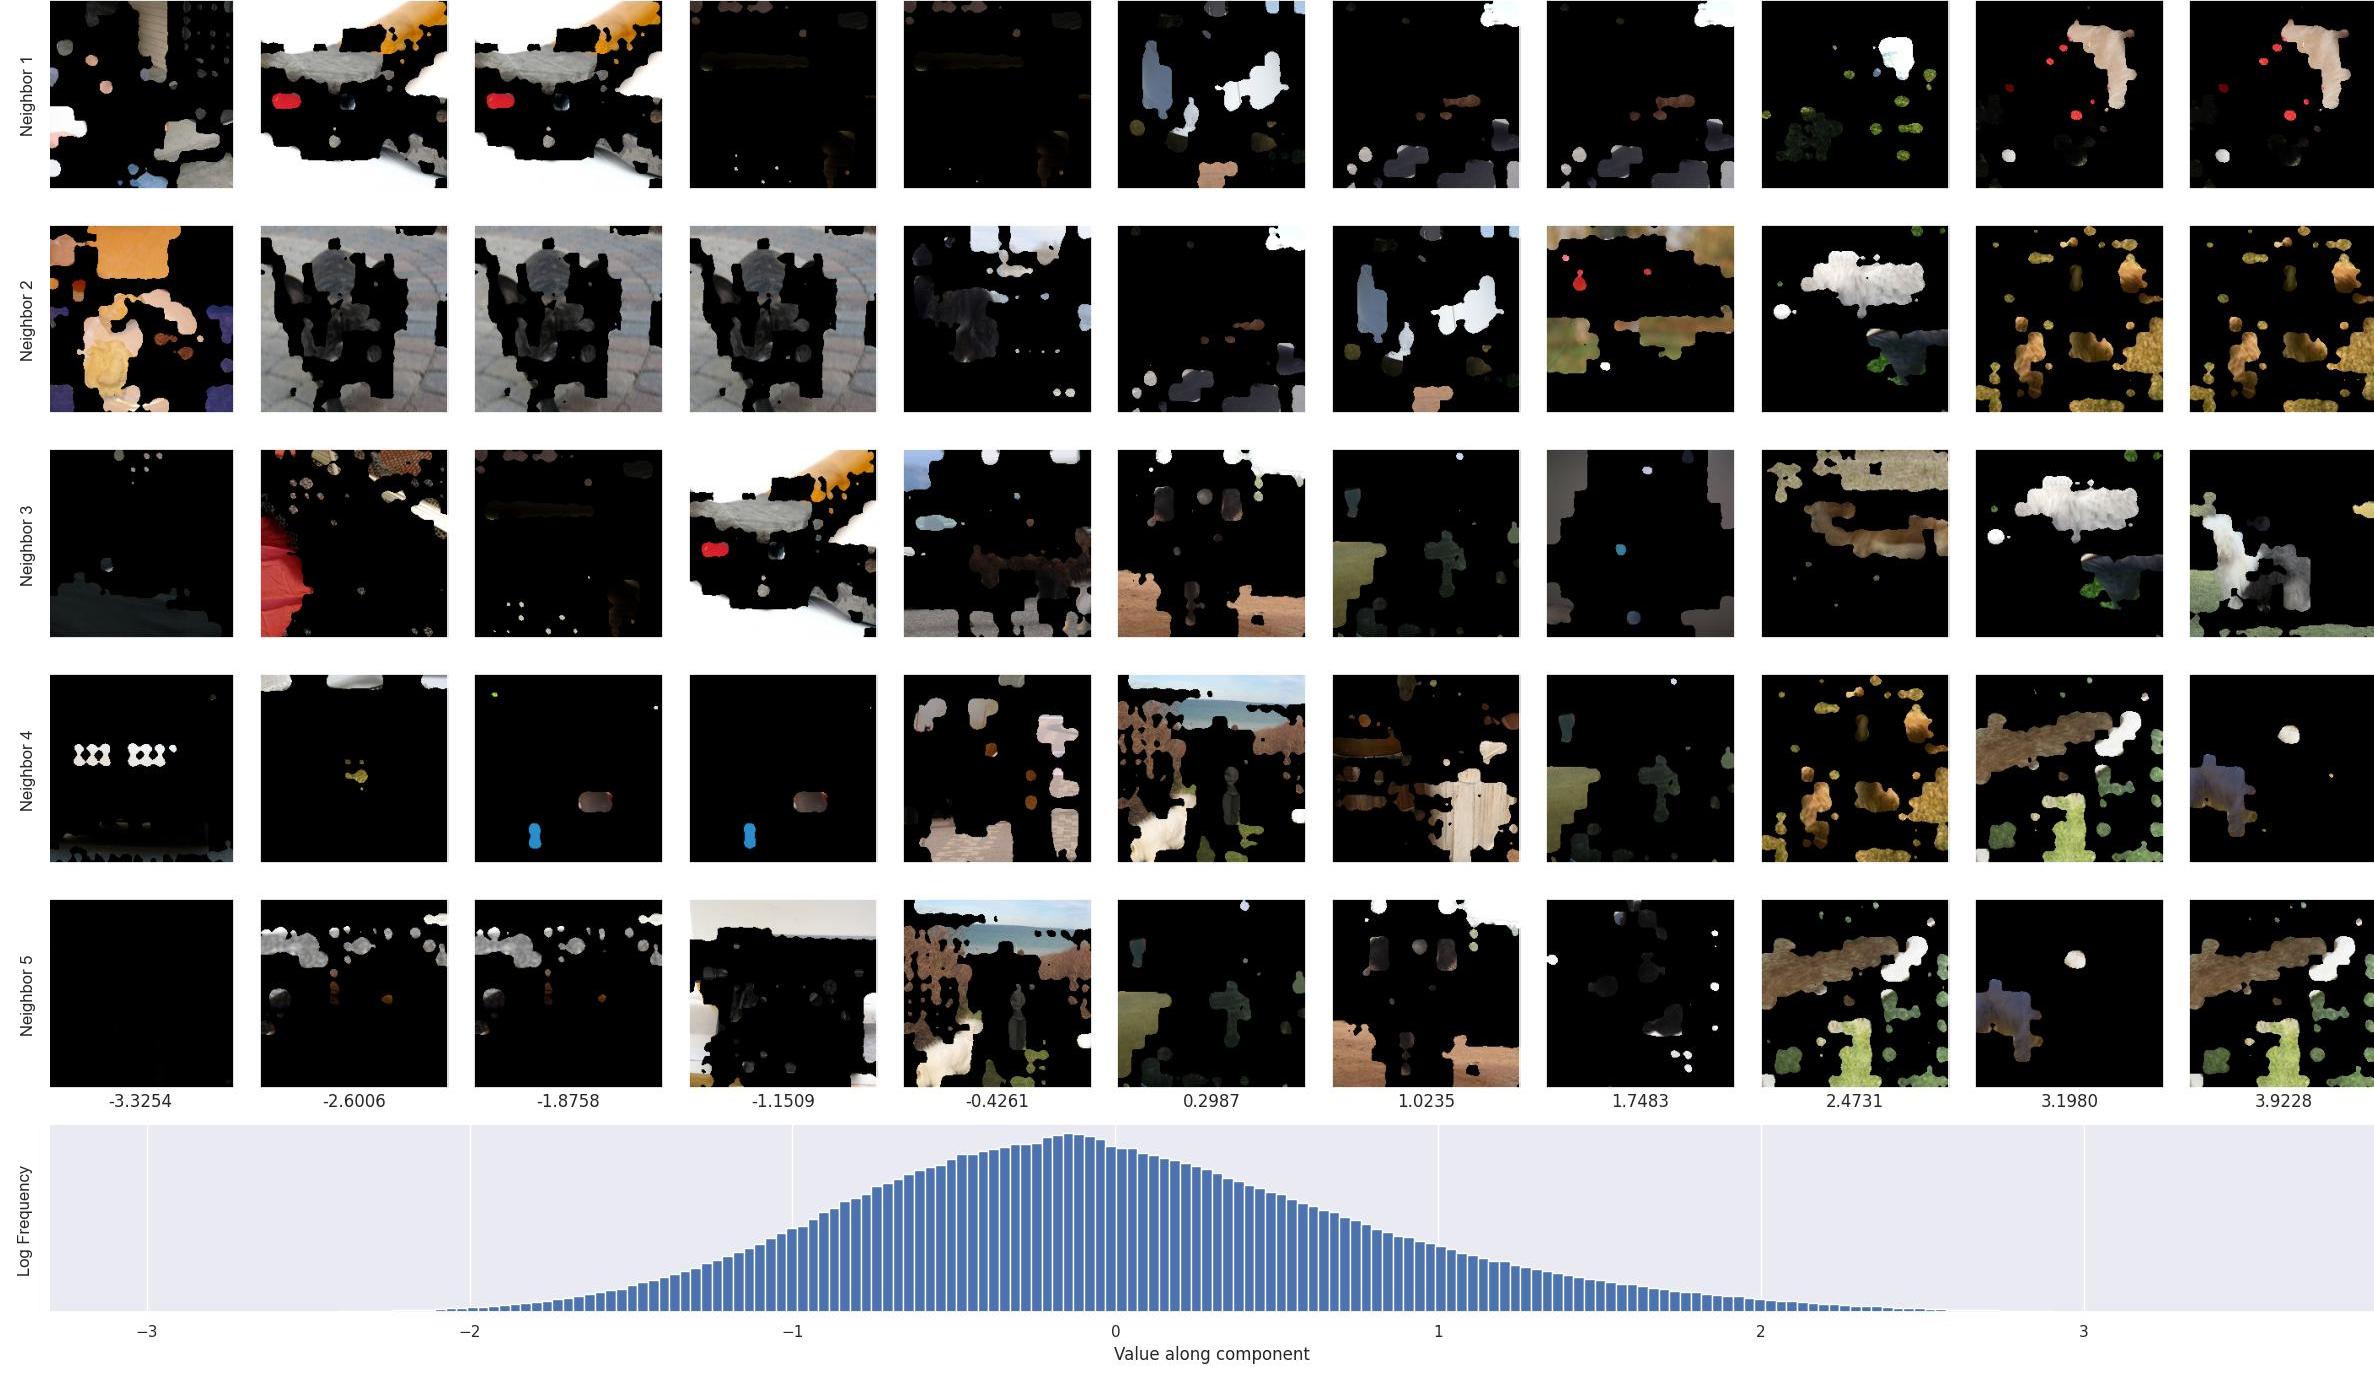 Neighbor 1
Neighbor 2
Neighbor 3
Neighbor 4
Neighbor 5
-3.3254 -2.6006 -1.8758 -1.1509 -0.4261 0.2987 1.0235 1.7483 2.4731 3.1980 3.9228
Log Frequency
−3 −2 −1 0 1 2 3
Value along component